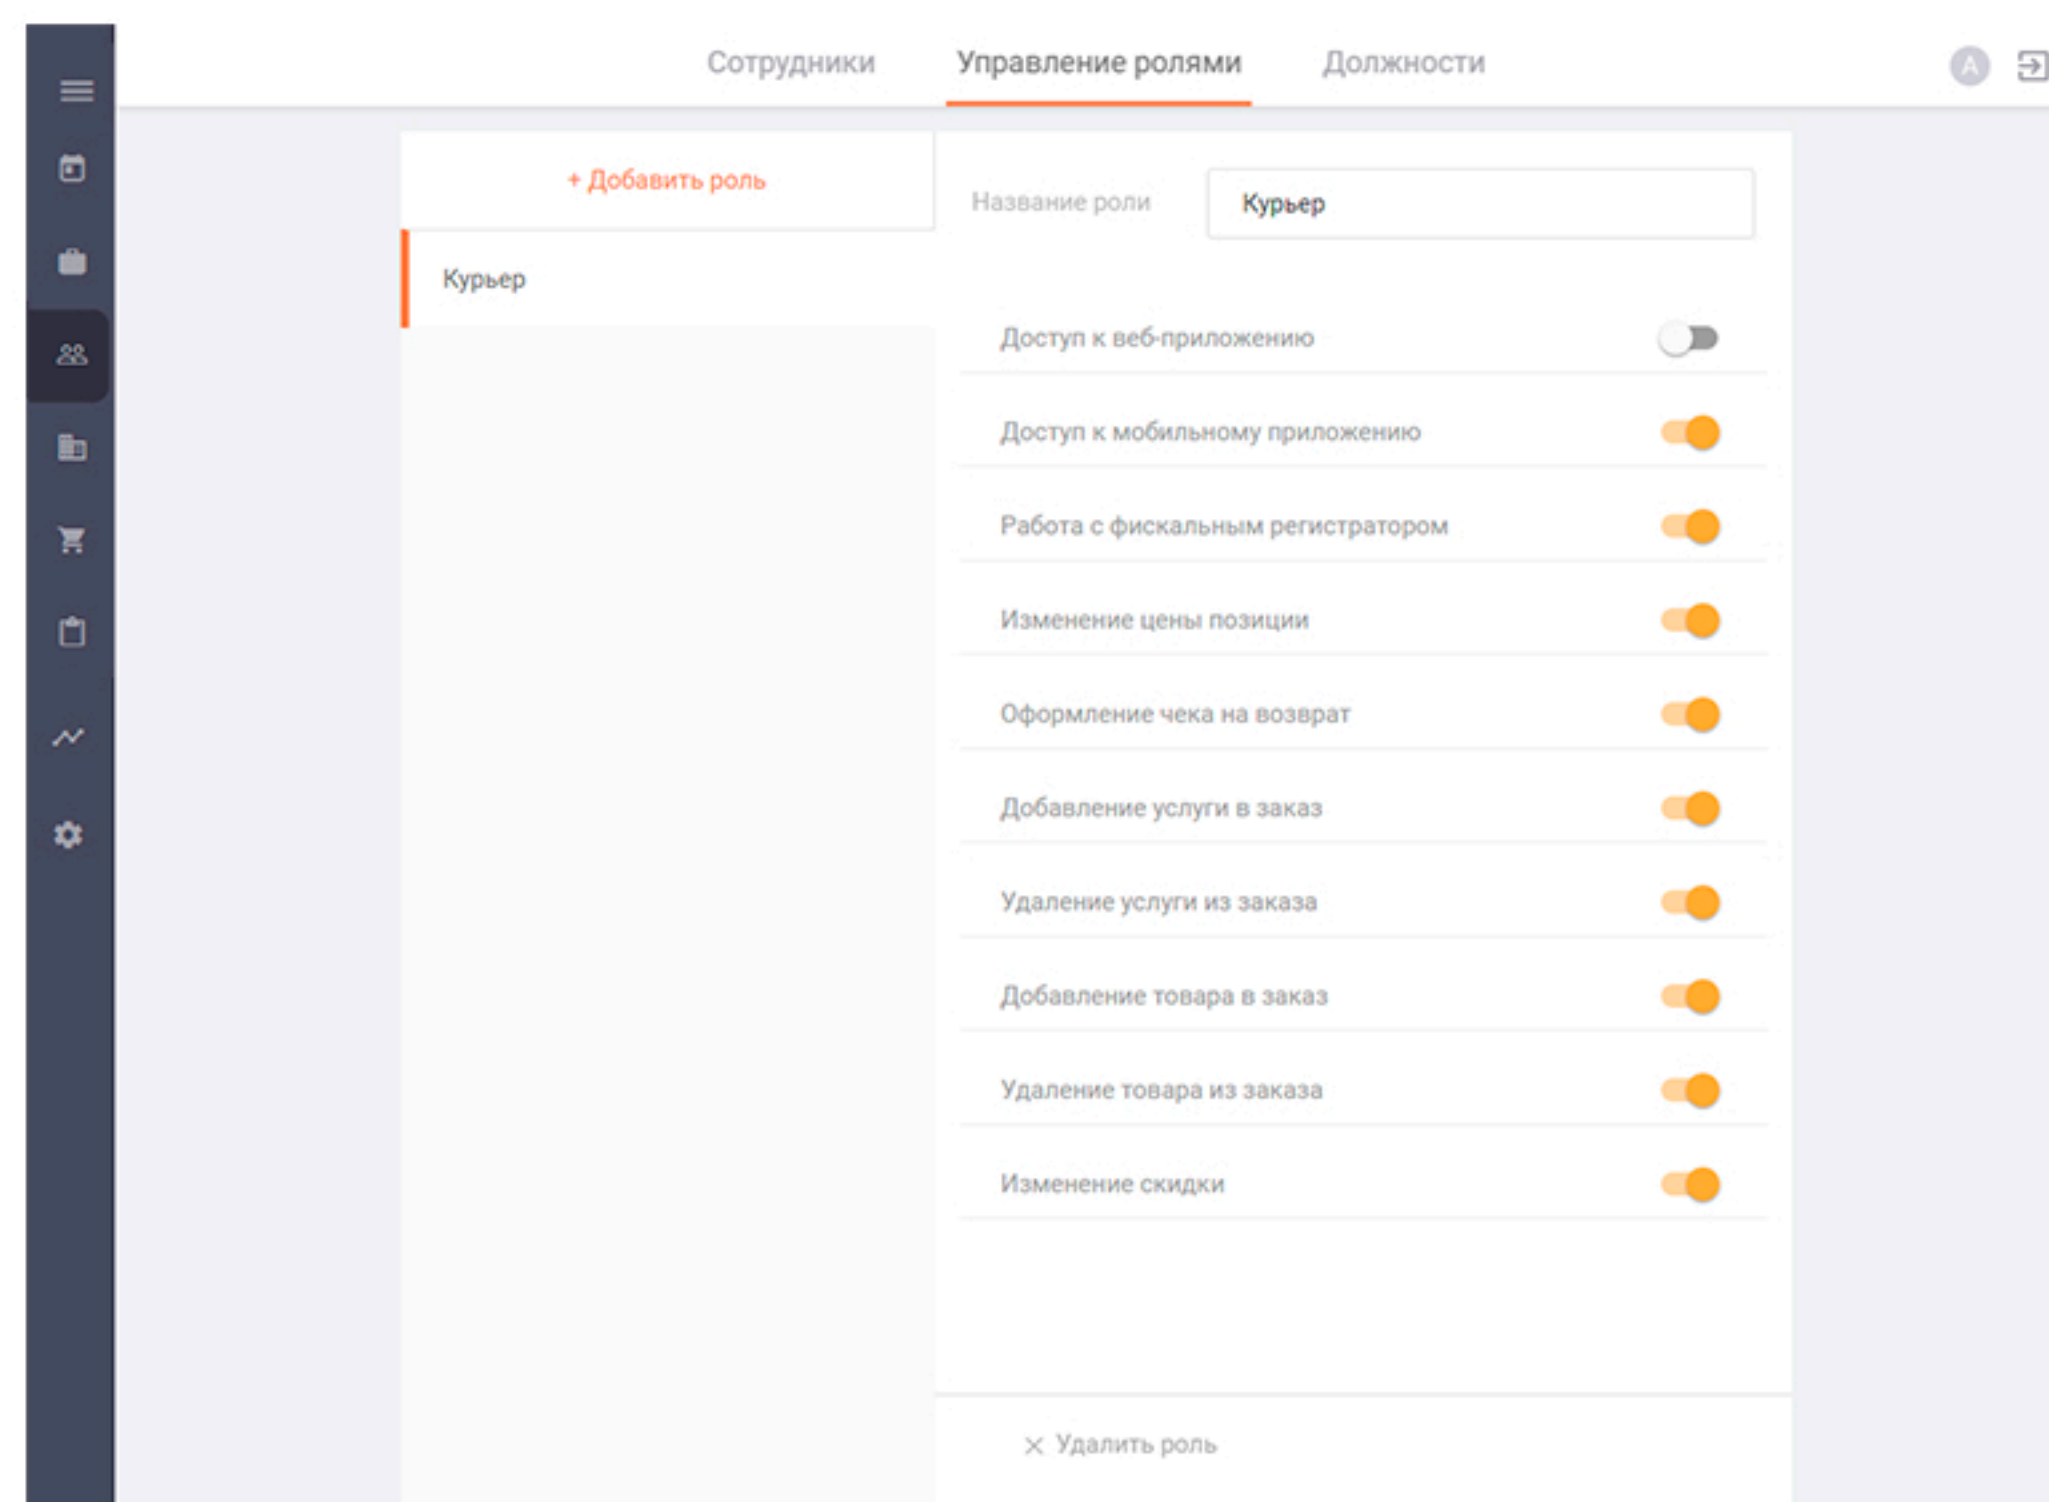 Сотрудники Управление ролями Должности A
+ Добавить роль
Название роли Курьер
Курьер
Доступ к веб-приложению
Доступ к мобильному приложению
Работа с фискальным регистратором
Изменение цены позиции
Оформление чека на возврат
Добавление услуги в заказ
Удаление услуги из заказа
Добавление товара в заказ
Удаление товара из заказа
Изменение скидки
× Удалить роль